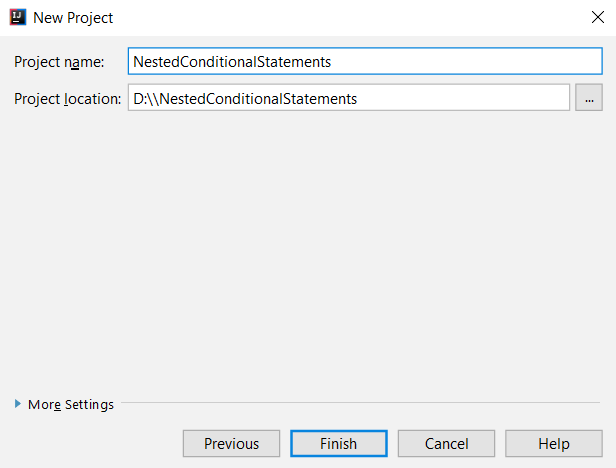 New Project
Project name: NestedConditionalStatements
Project location: D:\\NestedConditionalStatements ...
More Settings
Previous Finish Cancel Help